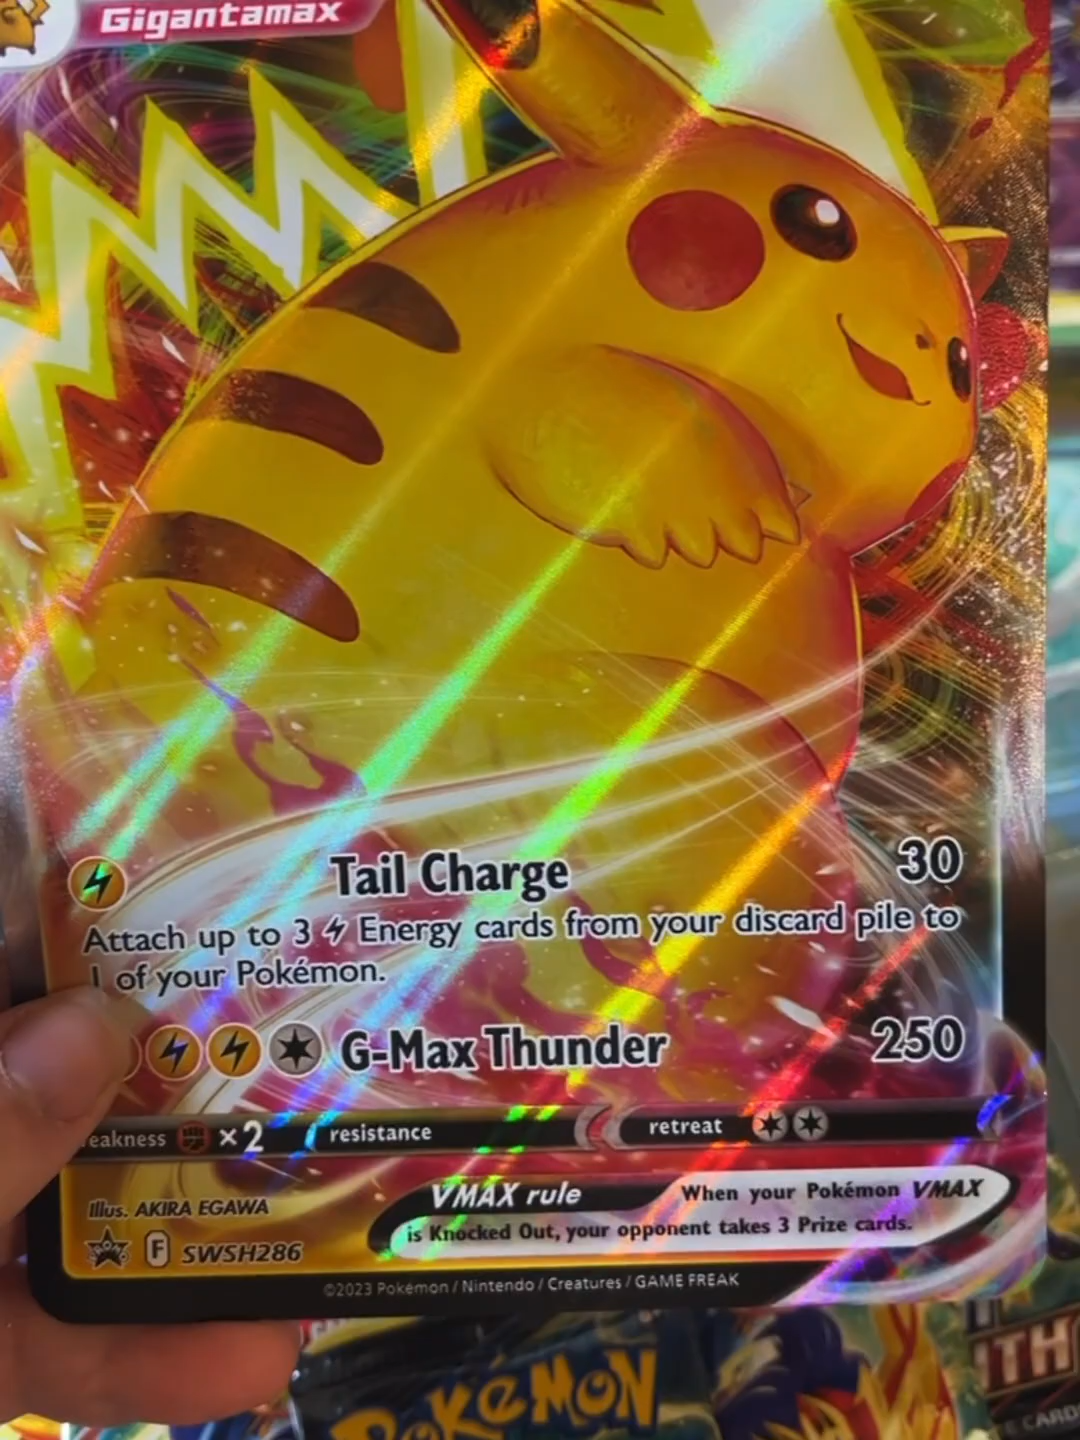 Gigantamax
Tail Charge 30
Attach up to 3 Energy cards from your discard pile to
1 of your Pokémon.
G-Max Thunder 250
eakness ×2 resistance retreat
Illus. AKIRA EGAWA
VMAX rule When your Pokémon VMAX
is Knocked Out, your opponent takes 3 Prize cards.
F SWSH286
©2023 Pokémon / Nintendo / Creatures / GAME FREAK
POKÉMON
ITH
CARD